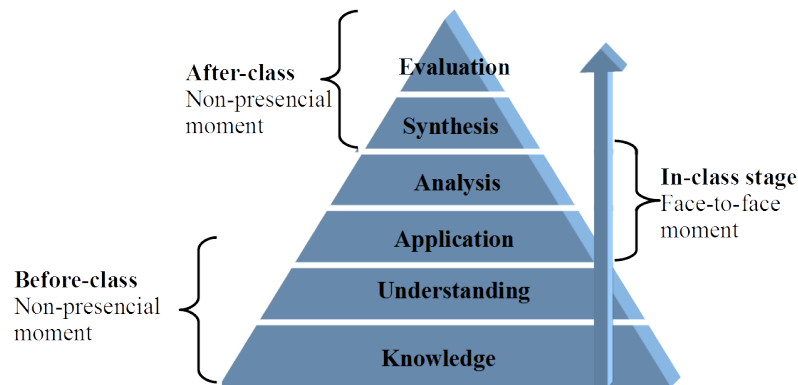 After-class
Non-presencial
moment
Evaluation
Synthesis
Analysis
Application
Understanding
Knowledge
In-class stage
Face-to-face
moment
Before-class
Non-presencial
moment